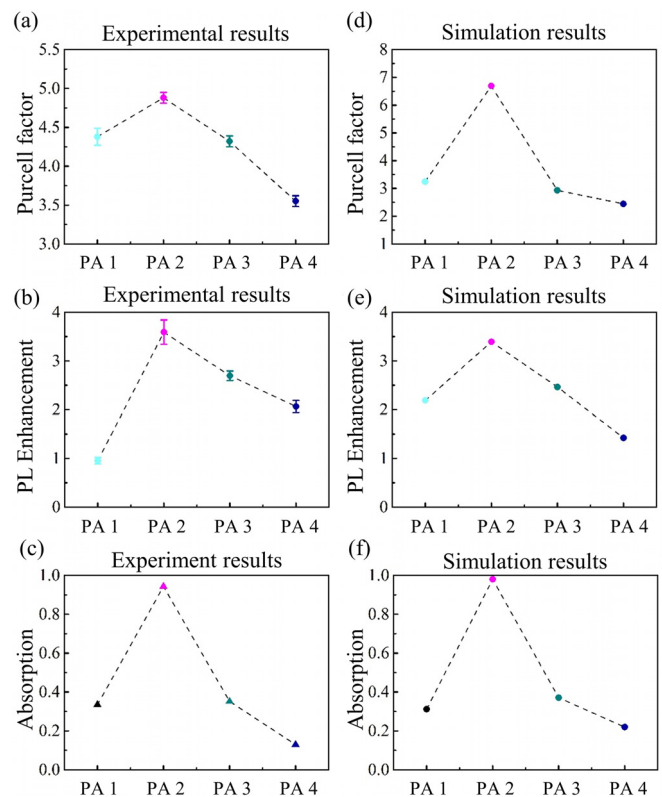 (a)
Experimental results
Purcell factor
5.5
5.0
4.5
4.0
3.5
3.0
PA 1 PA 2 PA 3 PA 4
(d)
Simulation results
Purcell factor
8
7
6
5
4
3
2
1
PA 1 PA 2 PA 3 PA 4
(b)
Experimental results
PL Enhancement
4
3
2
1
0
PA 1 PA 2 PA 3 PA 4
(e)
Simulation results
PL Enhancement
4
3
2
1
0
PA 1 PA 2 PA 3 PA 4
(c)
Experiment results
Absorption
1.0
0.8
0.6
0.4
0.2
0.0
PA 1 PA 2 PA 3 PA 4
(f)
Simulation results
Absorption
1.0
0.8
0.6
0.4
0.2
0.0
PA 1 PA 2 PA 3 PA 4